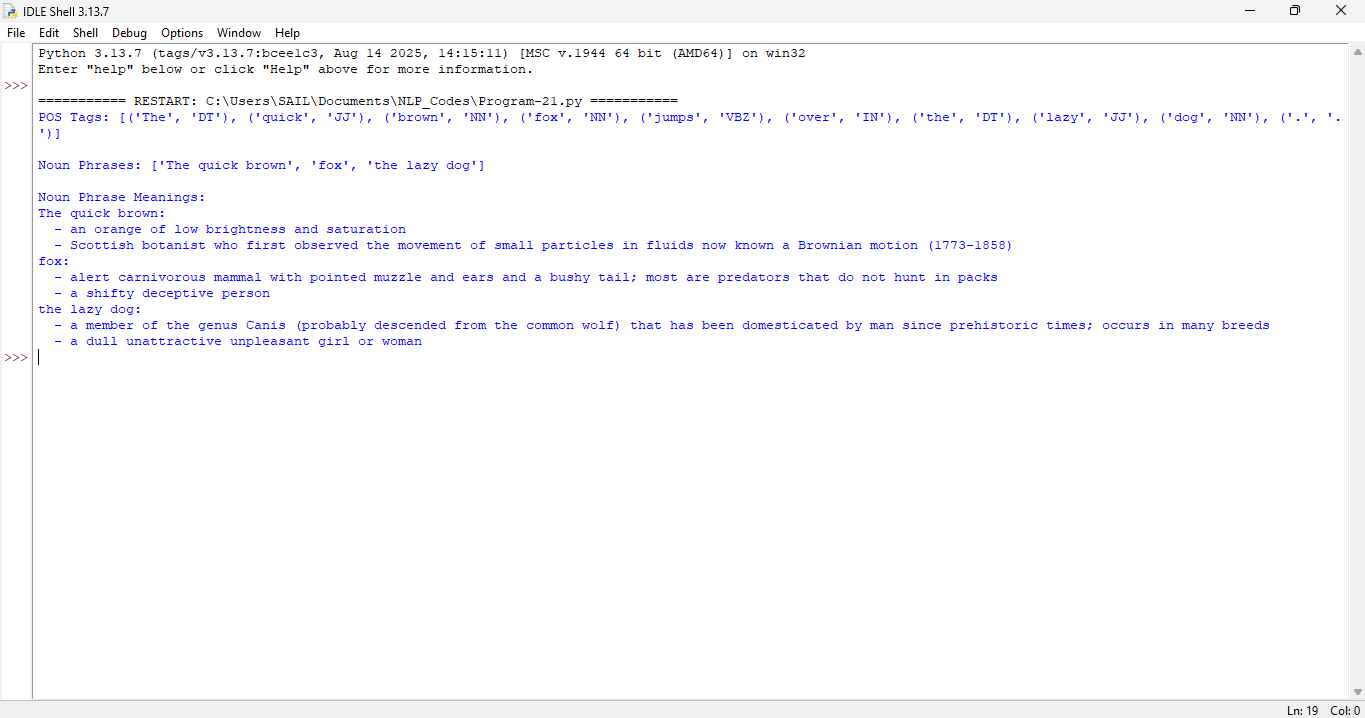 IDLE Shell 3.13.7
File Edit Shell Debug Options Window Help
Python 3.13.7 (tags/v3.13.7:bcee1c3, Aug 14 2025, 14:15:11) [MSC v.1944 64 bit (AMD64)] on win32
Enter "help" below or click "Help" above for more information.
>>>
=========== RESTART: C:\Users\SAIL\Documents\NLP_Codes\Program-21.py ===========
POS Tags: [('The', 'DT'), ('quick', 'JJ'), ('brown', 'NN'), ('fox', 'NN'), ('jumps', 'VBZ'), ('over', 'IN'), ('the', 'DT'), ('lazy', 'JJ'), ('dog', 'NN'), ('.', '.
')]
Noun Phrases: ['The quick brown', 'fox', 'the lazy dog']
Noun Phrase Meanings:
The quick brown:
- an orange of low brightness and saturation
- Scottish botanist who first observed the movement of small particles in fluids now known a Brownian motion (1773-1858)
fox:
- alert carnivorous mammal with pointed muzzle and ears and a bushy tail; most are predators that do not hunt in packs
- a shifty deceptive person
the lazy dog:
- a member of the genus Canis (probably descended from the common wolf) that has been domesticated by man since prehistoric times; occurs in many breeds
- a dull unattractive unpleasant girl or woman
>>>
Ln: 19 Col: 0